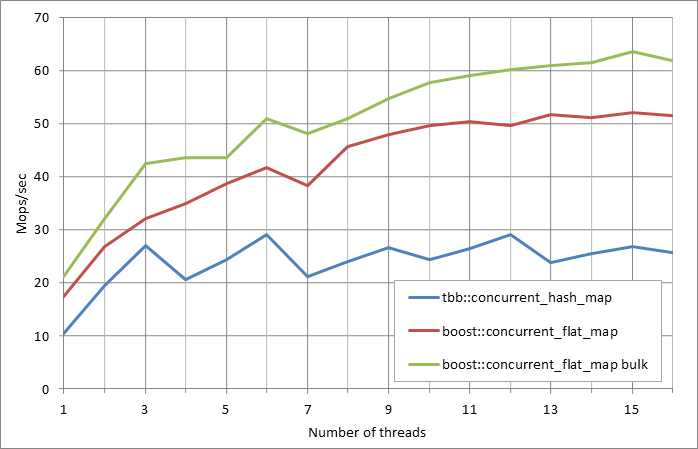 70
60
50
40
30
20
10
0
Mops/sec
tbb::concurrent_hash_map
boost::concurrent_flat_map
boost::concurrent_flat_map bulk
1 3 5 7 9 11 13 15
Number of threads